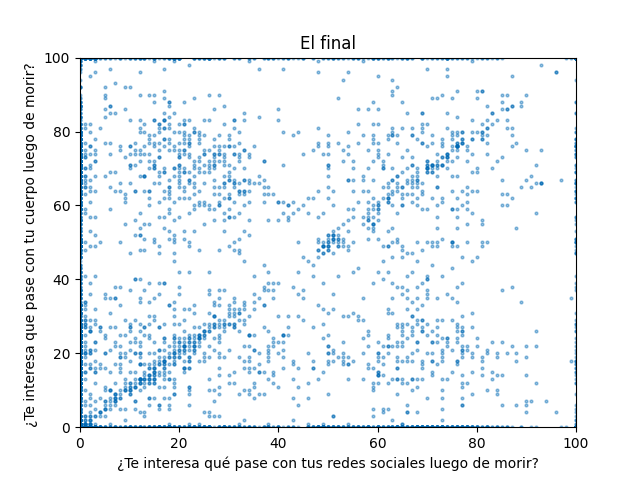 El final
100
80
60
40
20
0
0 20 40 60 80 100
¿Te interesa que pase con tu cuerpo luego de morir?
¿Te interesa qué pase con tus redes sociales luego de morir?